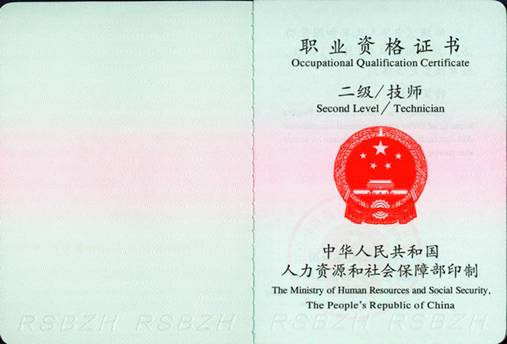 职业资格证书
Occupational Qualification Certificate
二级/技师
Second Level/Technician
中华人民共和国
人力资源和社会保障部印制
The Ministry of Human Resources and Social Security,
The People's Republic of China
RSBZH RSBZH RSBZH RSBZH